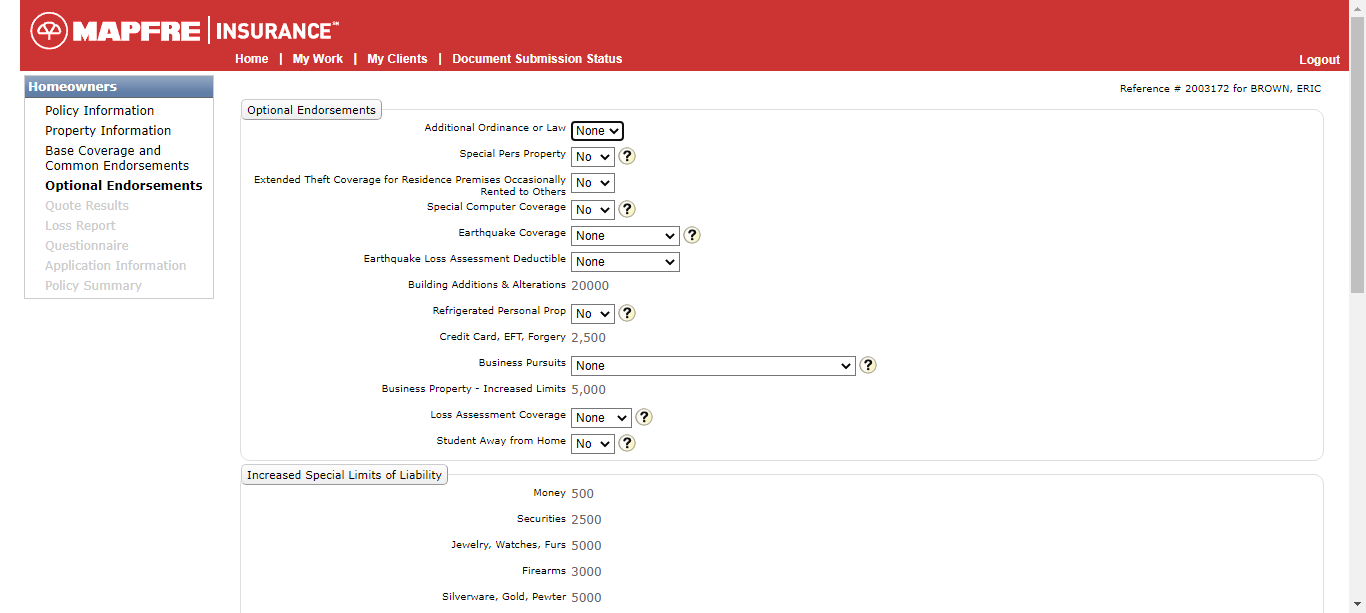 MAPFRE | INSURANCE℠
Home | My Work | My Clients | Document Submission Status
Logout
Homeowners
Policy Information
Property Information
Base Coverage and
Common Endorsements
Optional Endorsements
Quote Results
Loss Report
Questionnaire
Application Information
Policy Summary
Reference # 2003172 for BROWN, ERIC
Optional Endorsements
Additional Ordinance or Law None
Special Pers Property No ?
Extended Theft Coverage for Residence Premises Occasionally
Rented to Others No
Special Computer Coverage No ?
Earthquake Coverage None ?
Earthquake Loss Assessment Deductible None
Building Additions & Alterations 20000
Refrigerated Personal Prop No ?
Credit Card, EFT, Forgery 2,500
Business Pursuits None ?
Business Property - Increased Limits 5,000
Loss Assessment Coverage None ?
Student Away from Home No ?
Increased Special Limits of Liability
Money 500
Securities 2500
Jewelry, Watches, Furs 5000
Firearms 3000
Silverware, Gold, Pewter 5000